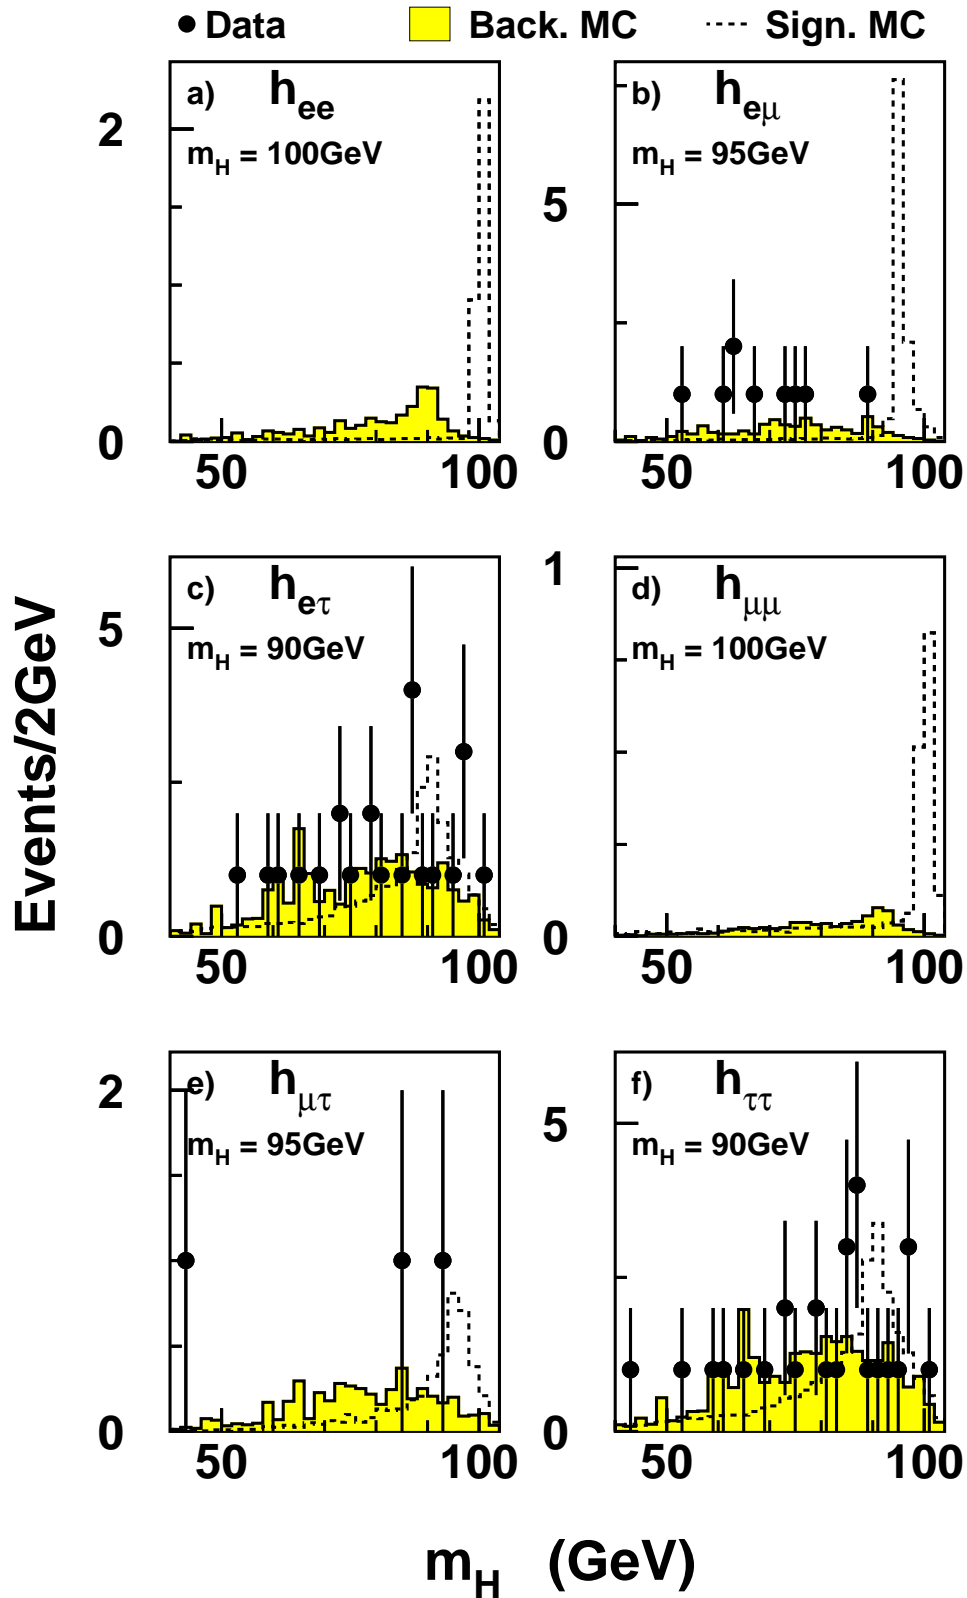 Data Back. MC Sign. MC
a) h_ee
m_H = 100GeV
2
0
50 100
b) h_eμ
m_H = 95GeV
5
0
50 100
c) h_eτ
m_H = 90GeV
5
0
50 100
d) h_μμ
m_H = 100GeV
1
0
50 100
e) h_μτ
m_H = 95GeV
2
0
50 100
f) h_ττ
m_H = 90GeV
5
0
50 100
Events/2GeV
m_H (GeV)